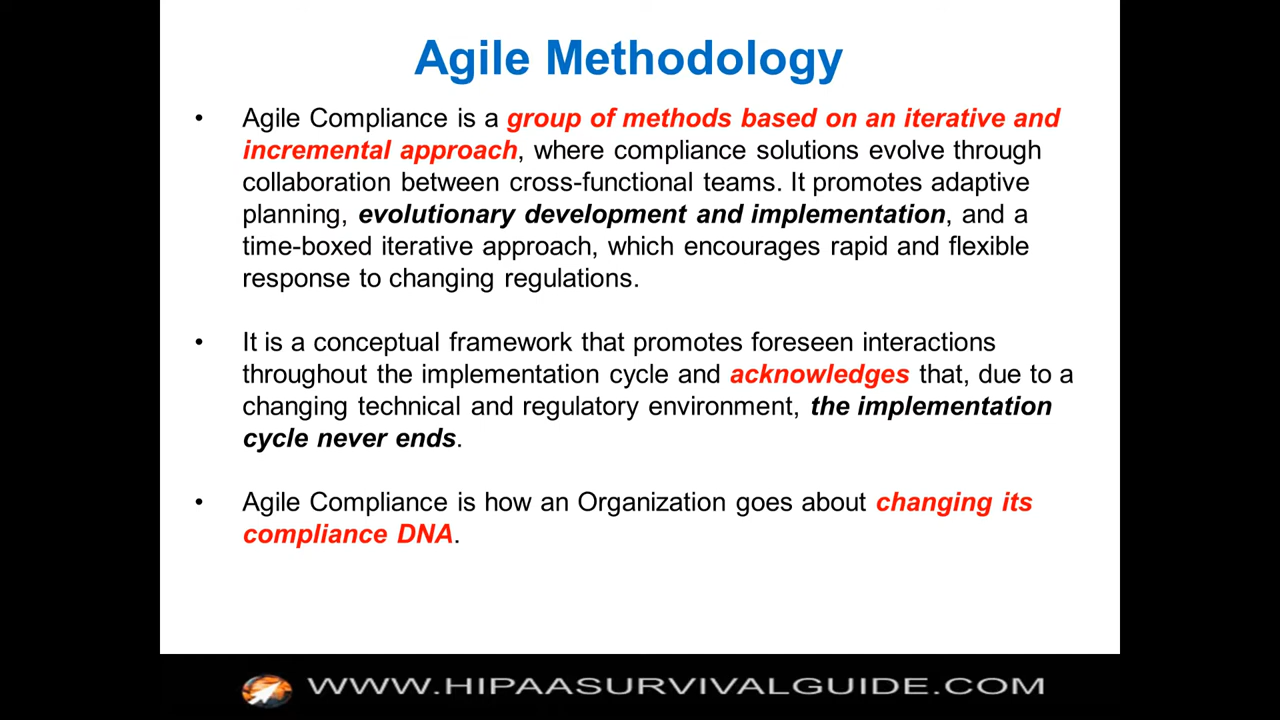 Agile Methodology
• Agile Compliance is a group of methods based on an iterative and
incremental approach, where compliance solutions evolve through
collaboration between cross-functional teams. It promotes adaptive
planning, evolutionary development and implementation, and a
time-boxed iterative approach, which encourages rapid and flexible
response to changing regulations.
• It is a conceptual framework that promotes foreseen interactions
throughout the implementation cycle and acknowledges that, due to a
changing technical and regulatory environment, the implementation
cycle never ends.
• Agile Compliance is how an Organization goes about changing its
compliance DNA.
WWW.HIPAASURVIVALGUIDE.COM